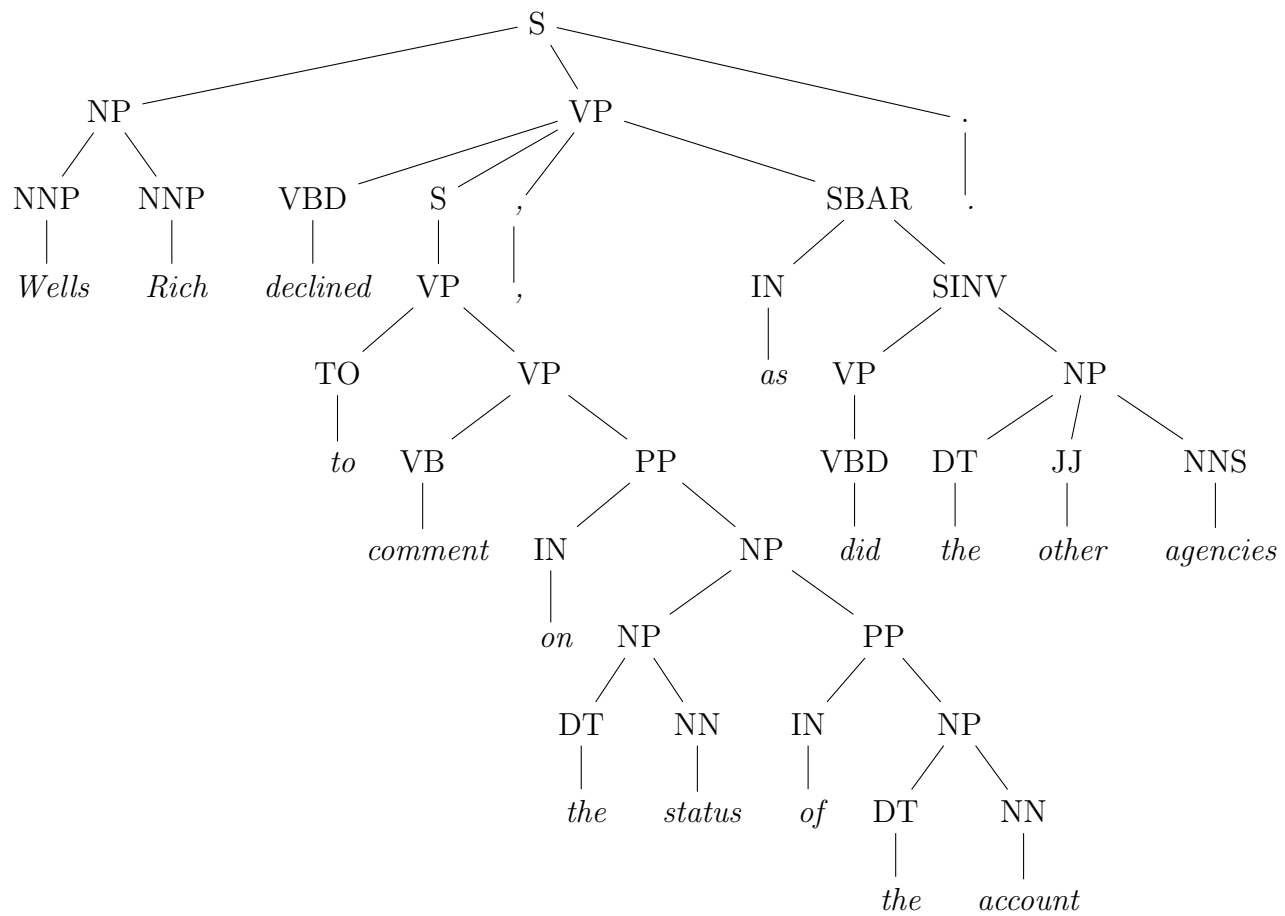 S
NP VP .
NNP NNP VBD S , SBAR .
Wells Rich declined VP , IN SINV
TO VP as VP NP
to VB PP VBD DT JJ NNS
comment IN NP did the other agencies
on NP PP
DT NN IN NP
the status of DT NN
the account